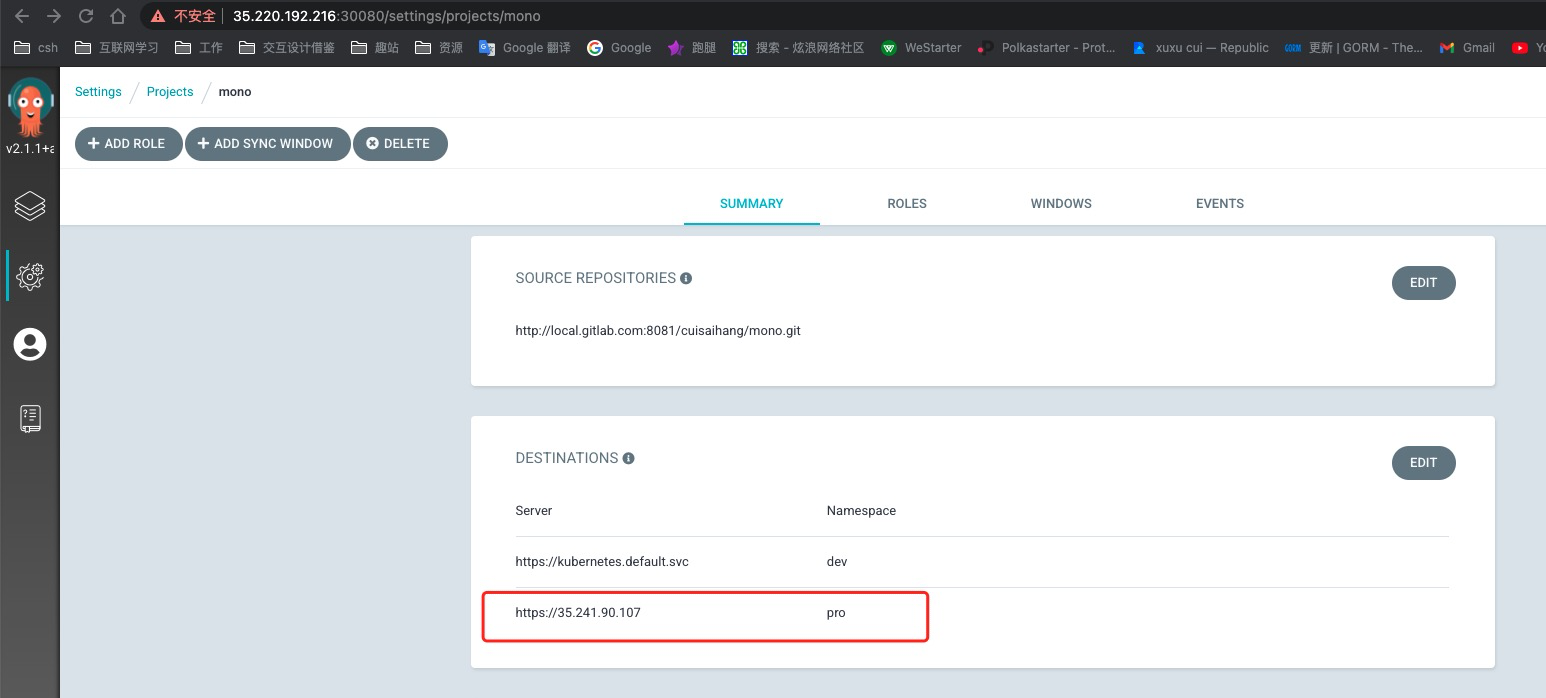 不安全 35.220.192.216:30080/settings/projects/mono
csh 互联网学习 工作 交互设计借鉴 趣站 资源 Google 翻译 Google 跑腿 搜索 - 炫浪网络社区 WeStarter Polkastarter - Prot... xuxu cui — Republic GORM 更新 | GORM - The... Gmail Yo
Settings Projects mono
v2.1.1+a
ADD ROLE ADD SYNC WINDOW DELETE
SUMMARY ROLES WINDOWS EVENTS
SOURCE REPOSITORIES
EDIT
http://local.gitlab.com:8081/cuisaihang/mono.git
DESTINATIONS
EDIT
Server Namespace
https://kubernetes.default.svc dev
https://35.241.90.107 pro